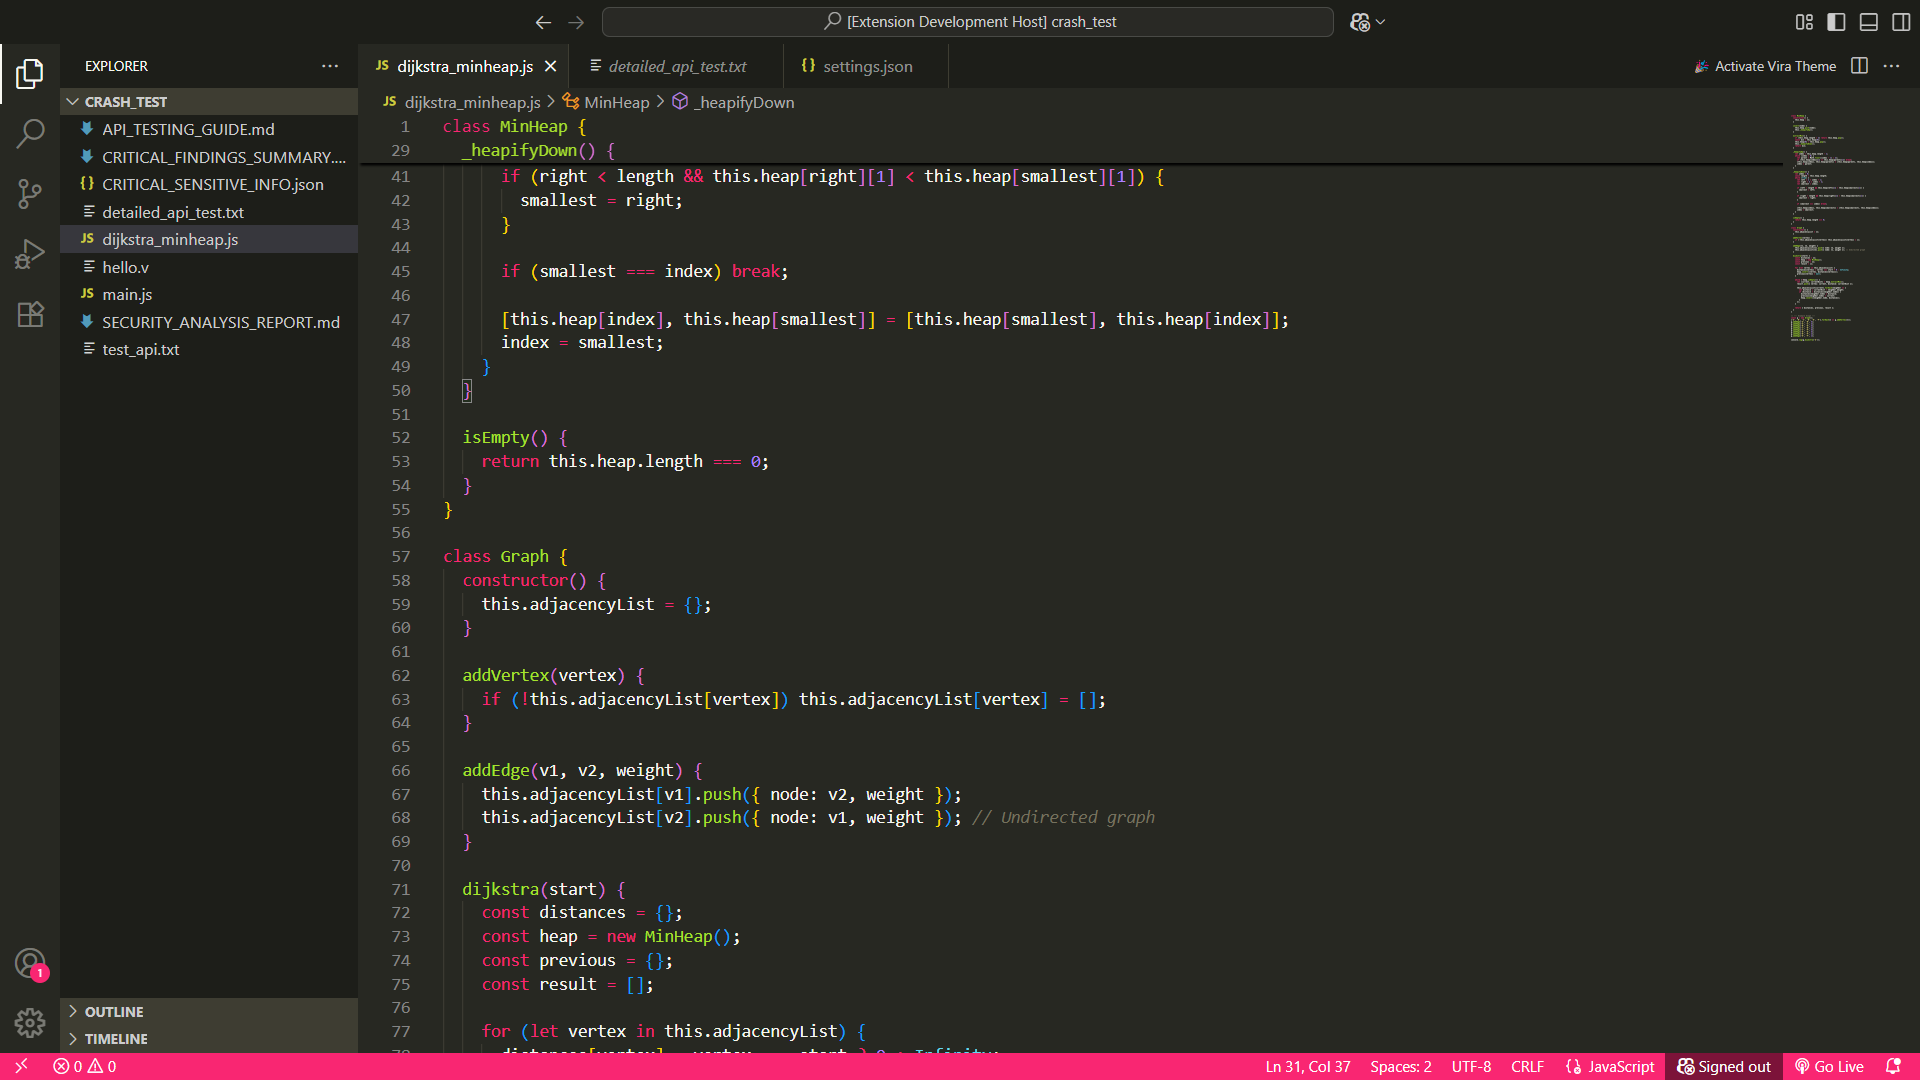 [Extension Development Host] crash_test
EXPLORER
CRASH_TEST
API_TESTING_GUIDE.md
CRITICAL_FINDINGS_SUMMARY....
{} CRITICAL_SENSITIVE_INFO.json
detailed_api_test.txt
JS dijkstra_minheap.js
hello.v
JS main.js
SECURITY_ANALYSIS_REPORT.md
test_api.txt
OUTLINE
TIMELINE
1
JS dijkstra_minheap.js
detailed_api_test.txt
{} settings.json
Activate Vira Theme
JS dijkstra_minheap.js > MinHeap > _heapifyDown
1 class MinHeap {
29 _heapifyDown() {
41 if (right < length && this.heap[right][1] < this.heap[smallest][1]) {
42 smallest = right;
43 }
44
45 if (smallest === index) break;
46
47 [this.heap[index], this.heap[smallest]] = [this.heap[smallest], this.heap[index]];
48 index = smallest;
49 }
50 }
51
52 isEmpty() {
53 return this.heap.length === 0;
54 }
55 }
56
57 class Graph {
58 constructor() {
59 this.adjacencyList = {};
60 }
61
62 addVertex(vertex) {
63 if (!this.adjacencyList[vertex]) this.adjacencyList[vertex] = [];
64 }
65
66 addEdge(v1, v2, weight) {
67 this.adjacencyList[v1].push({ node: v2, weight });
68 this.adjacencyList[v2].push({ node: v1, weight }); // Undirected graph
69 }
70
71 dijkstra(start) {
72 const distances = {};
73 const heap = new MinHeap();
74 const previous = {};
75 const result = [];
76
77 for (let vertex in this.adjacencyList) {
0 0
Ln 31, Col 37
Spaces: 2
UTF-8
CRLF
{} JavaScript
Signed out
Go Live